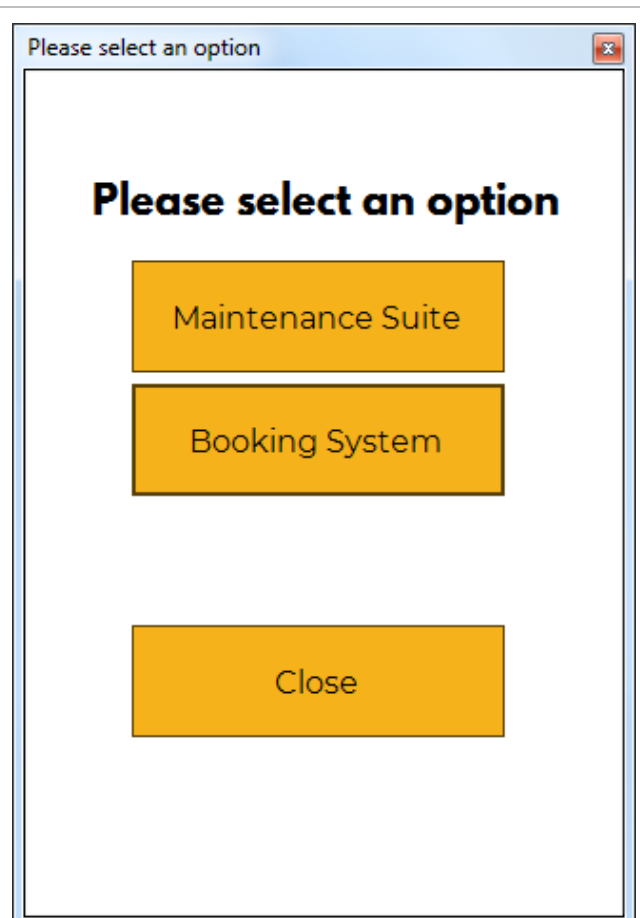 Please select an option
Please select an option
Maintenance Suite
Booking System
Close